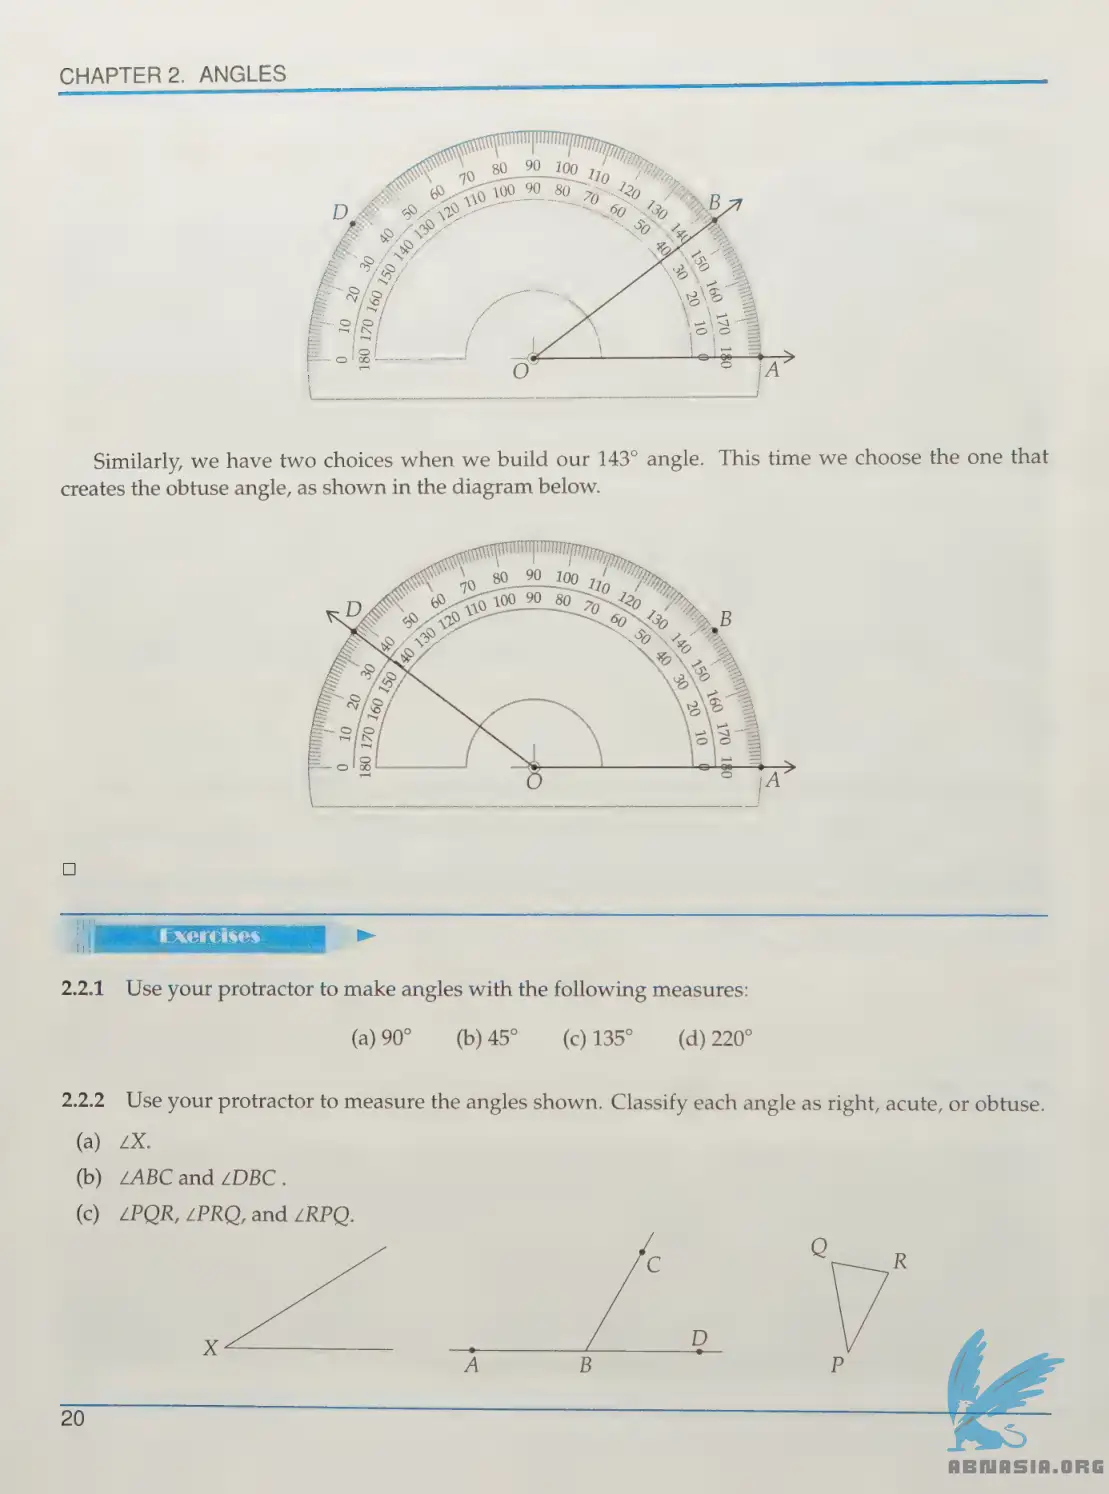 CHAPTER 2. ANGLES
0 10 20 30 40 50 60 70 80 90 100 110 120 130 140 150 160 170 180
180 170 160 150 140 130 120 110 100 90 80 70 60 50 40 30 20 10 0
D
B
O
A
Similarly, we have two choices when we build our 143° angle. This time we choose the one that
creates the obtuse angle, as shown in the diagram below.
0 10 20 30 40 50 60 70 80 90 100 110 120 130 140 150 160 170 180
180 170 160 150 140 130 120 110 100 90 80 70 60 50 40 30 20 10 0
D
B
O
A
□
Exercises
2.2.1 Use your protractor to make angles with the following measures:
(a) 90° (b) 45° (c) 135° (d) 220°
2.2.2 Use your protractor to measure the angles shown. Classify each angle as right, acute, or obtuse.
(a) ∠X.
(b) ∠ABC and ∠DBC .
(c) ∠PQR, ∠PRQ, and ∠RPQ.
X
C
A B D
Q R
P
20
ABNASIA.ORG